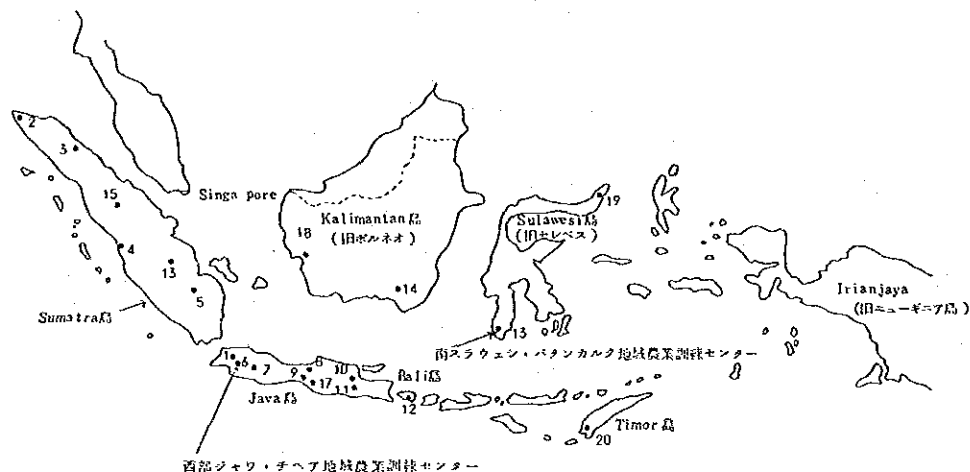 2
3
Singa pore
15
19
Kalimantan島
(旧ボルネオ)
Sulawesi島
(旧セレベス)
18
4
13
14
5
Irianjaya
(旧ニューギニア島)
Sumatra島
13
9
南スラウェシ・バタンカルク地域農業訓練センター
1
6
7
8
9
10
17
11
Bali島
Java島
12
Timor島
20
西部ジャワ・チヘア地域農業訓練センター